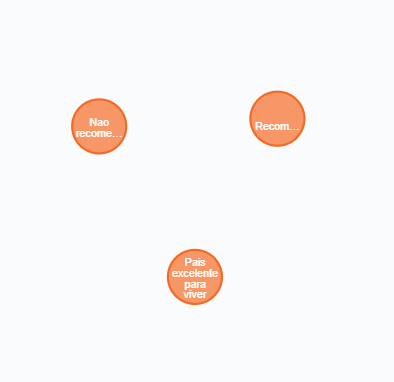 Nao
recome...
Recom...
Pais
excelente
para
viver